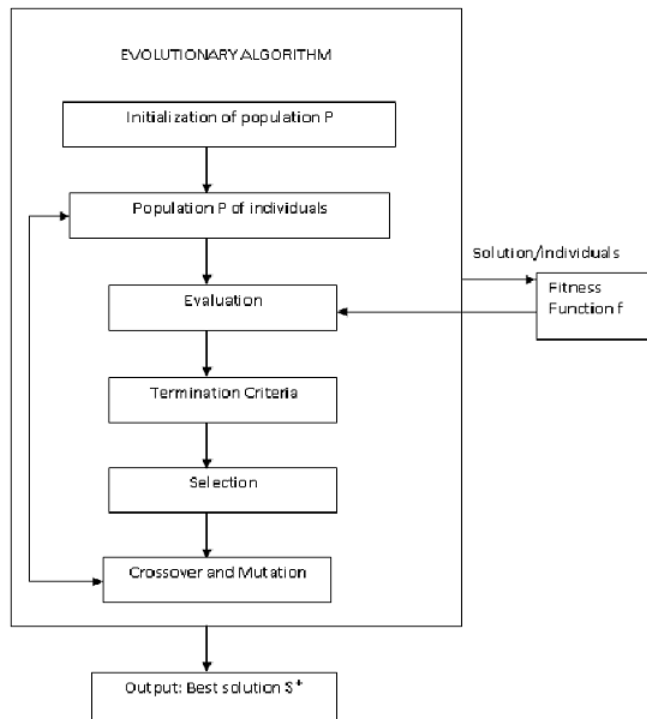 EVOLUTIONARY ALGORITHM
Initialization of population P
Population P of individuals
Solution/individuals
Fitness
Function f
Evaluation
Termination Criteria
Selection
Crossover and Mutation
Output: Best solution S*